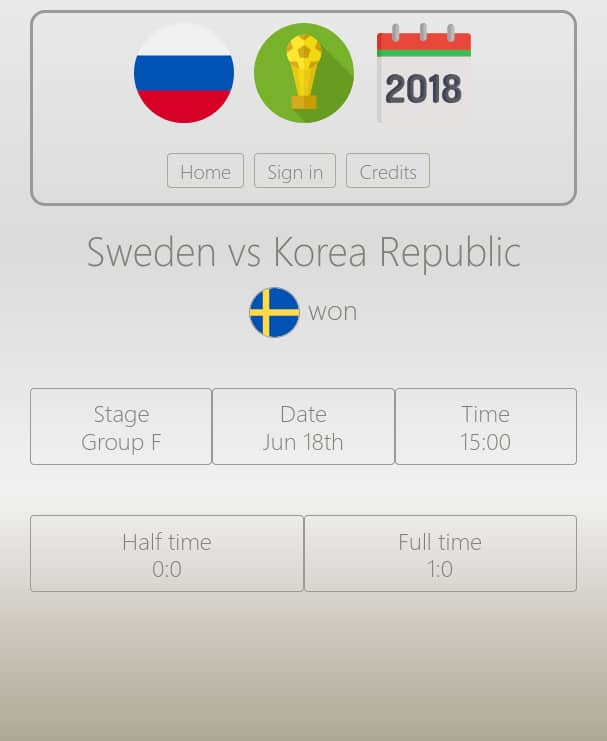 2018
Home Sign in Credits
Sweden vs Korea Republic
won
Stage Date Time
Group F Jun 18th 15:00
Half time Full time
0:0 1:0